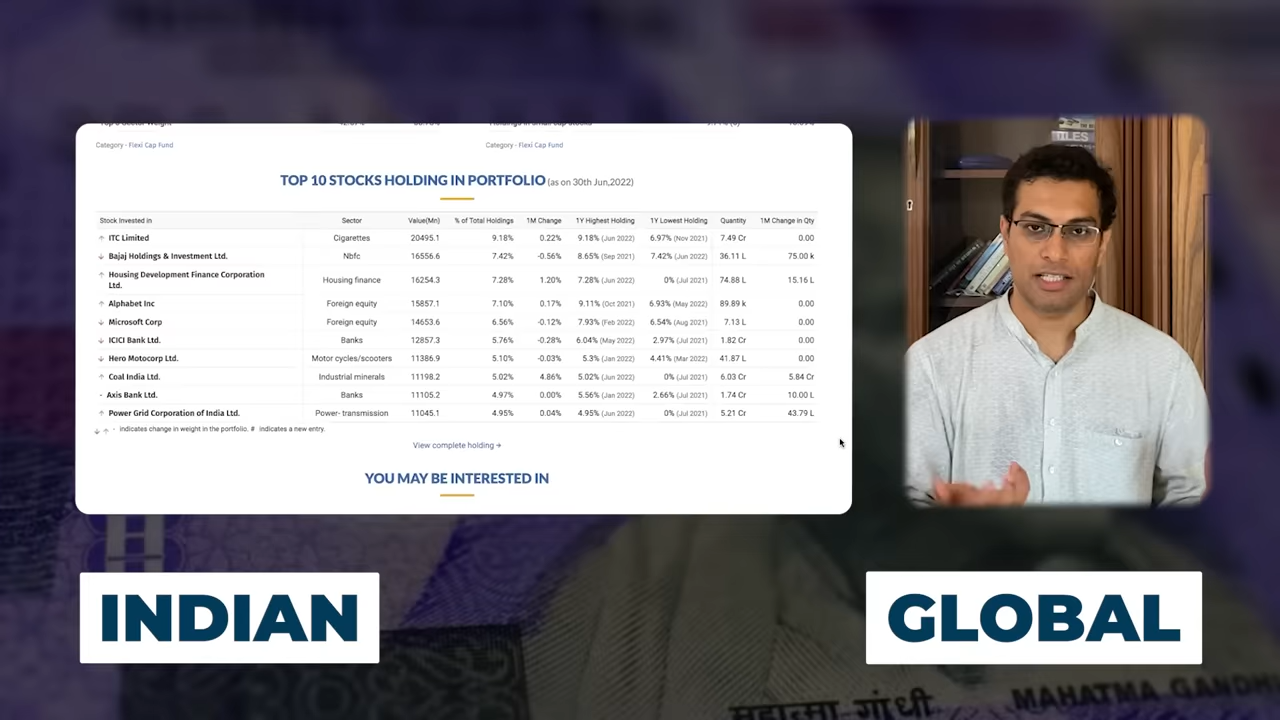 Category - Flexi Cap Fund
Category - Flexi Cap Fund
TOP 10 STOCKS HOLDING IN PORTFOLIO (as on 30th Jun,2022)
Stock Invested in Sector Value(Mn) % of Total Holdings 1M Change 1Y Highest Holding 1Y Lowest Holding Quantity 1M Change in Qty
↑ ITC Limited Cigarettes 20495.1 9.18% 0.22% 9.18% (Jun 2022) 6.97% (Nov 2021) 7.49 Cr 0.00
↓ Bajaj Holdings & Investment Ltd. Nbfc 16556.6 7.42% -0.56% 8.65% (Sep 2021) 7.42% (Jun 2022) 36.11 L 75.00 k
↑ Housing Development Finance Corporation
Ltd. Housing finance 16254.3 7.28% 1.20% 7.28% (Jun 2022) 0% (Jul 2021) 74.88 L 15.16 L
↑ Alphabet Inc Foreign equity 15857.1 7.10% 0.17% 9.11% (Oct 2021) 6.93% (May 2022) 89.89 k 0.00
↓ Microsoft Corp Foreign equity 14653.6 6.56% -0.12% 7.93% (Feb 2022) 6.54% (Aug 2021) 7.13 L 0.00
↓ ICICI Bank Ltd. Banks 12857.3 5.76% -0.28% 6.04% (May 2022) 2.97% (Jul 2021) 1.82 Cr 0.00
↓ Hero Motocorp Ltd. Motor cycles/scooters 11386.9 5.10% -0.03% 5.3% (Jan 2022) 4.41% (Mar 2022) 41.87 L 0.00
↑ Coal India Ltd. Industrial minerals 11198.2 5.02% 4.86% 5.02% (Jun 2022) 0% (Jul 2021) 6.03 Cr 5.84 Cr
- Axis Bank Ltd. Banks 11105.2 4.97% 0.00% 5.56% (Jan 2022) 2.66% (Jul 2021) 1.74 Cr 10.00 L
↑ Power Grid Corporation of India Ltd. Power- transmission 11045.1 4.95% 0.04% 4.95% (Jun 2022) 0% (Jul 2021) 5.21 Cr 43.79 L
↓ ↑ - indicates change in weight in the portfolio. # indicates a new entry.
View complete holding →
YOU MAY BE INTERESTED IN
TILES
INDIAN
GLOBAL
महात्मा गांधी
MAHATMA GANDH